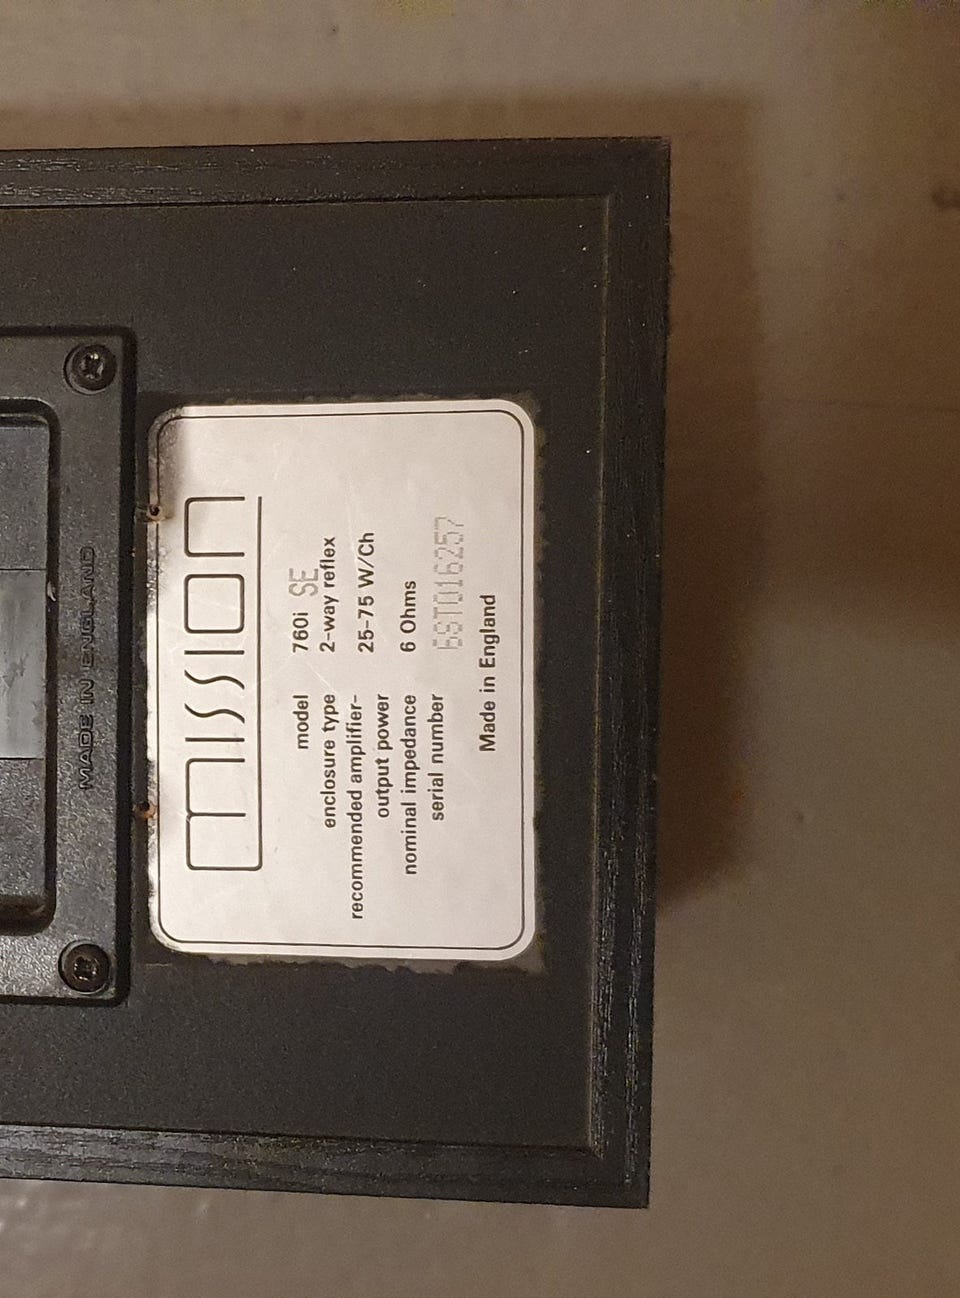 MADE IN ENGLAND
mission
model 760i SE
enclosure type 2-way reflex
recommended amplifier-
output power 25-75 W/Ch
nominal impedance 6 Ohms
serial number
Made in England